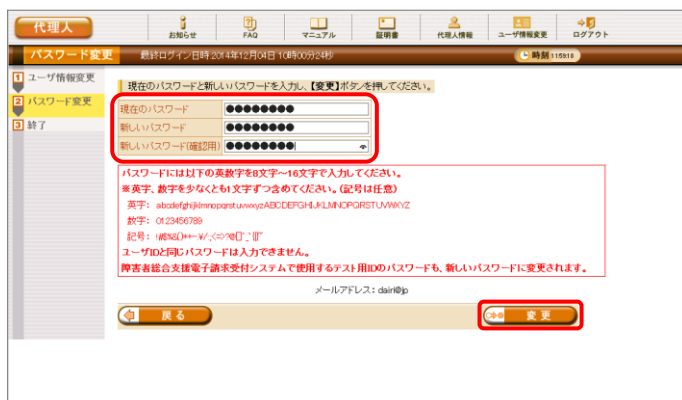 代理人
お知らせ
FAQ
マニュアル
証明書
代理人情報
ユーザ情報変更
ログアウト
パスワード変更
最終ログイン日時 2014年12月04日 10時00分24秒
時刻 115918
1 ユーザ情報変更
2 パスワード変更
3 終了
現在のパスワードと新しいパスワードを入力し、【変更】ボタンを押してください。
現在のパスワード ●●●●●●●●
新しいパスワード ●●●●●●●●
新しいパスワード(確認用) ●●●●●●●●
パスワードには以下の英数字を8文字～16文字で入力してください。
※英字、数字を少なくとも1文字ずつ含めてください。（記号は任意）
英字： abcdefghijklmnopqrstuvwxyzABCDEFGHIJKLMNOPQRSTUVWXYZ
数字： 0123456789
記号：
ユーザIDと同じパスワードは入力できません。
障害者総合支援電子請求受付システムで使用するテスト用IDのパスワードも、新しいパスワードに変更されます。
メールアドレス： dairi@jp
戻る
変更